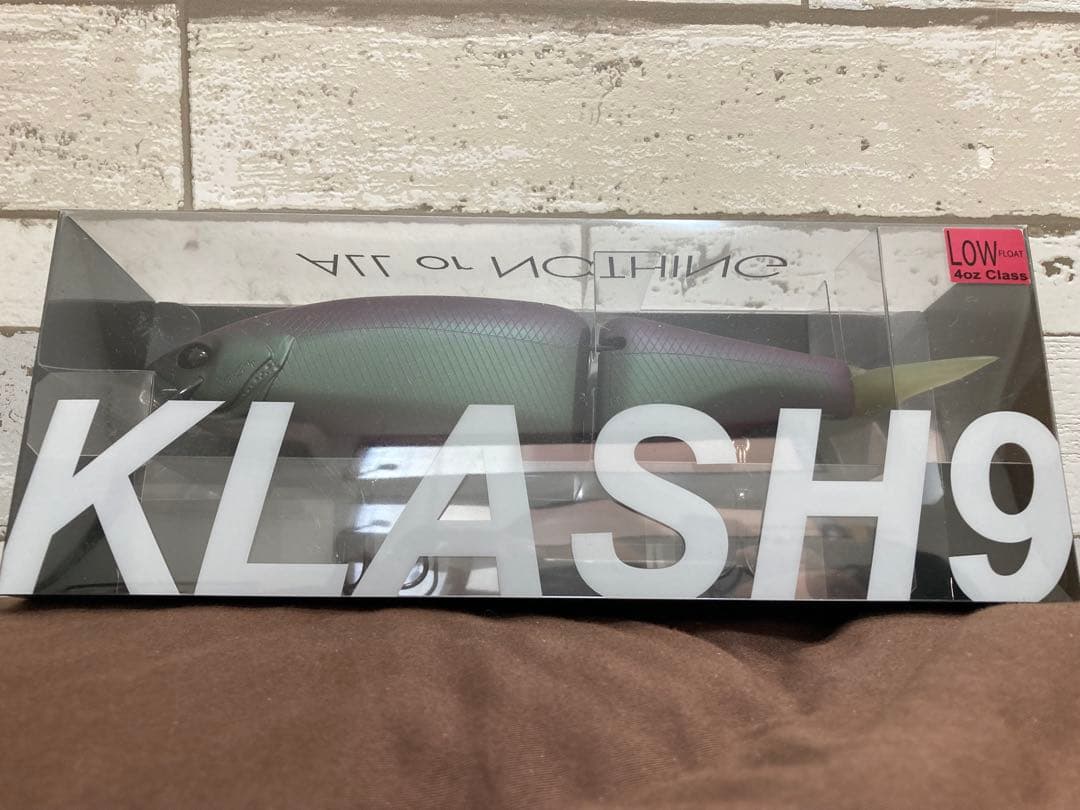 ALL or NOTHING
LOW FLOAT
4oz Class
KLASH9